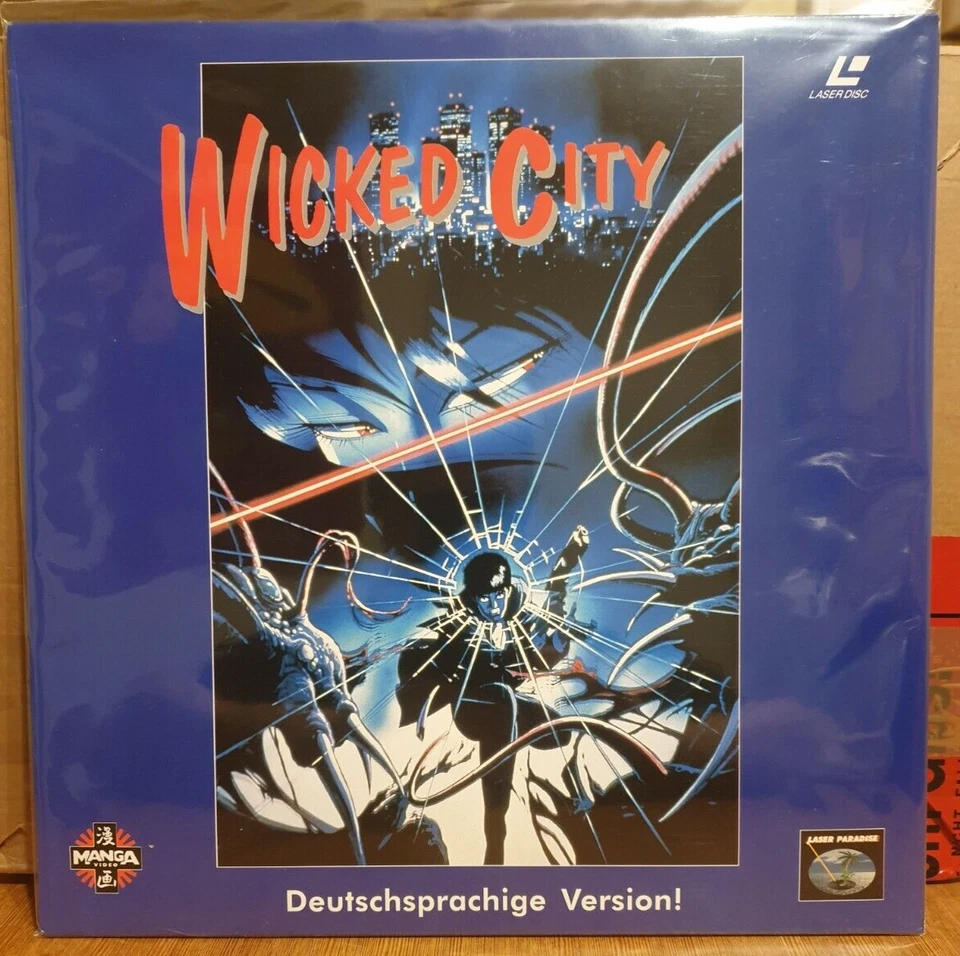 LASER DISC
WICKED CITY
漫
MANGA
VIDEO
画
LASER PARADISE
Deutschsprachige Version!